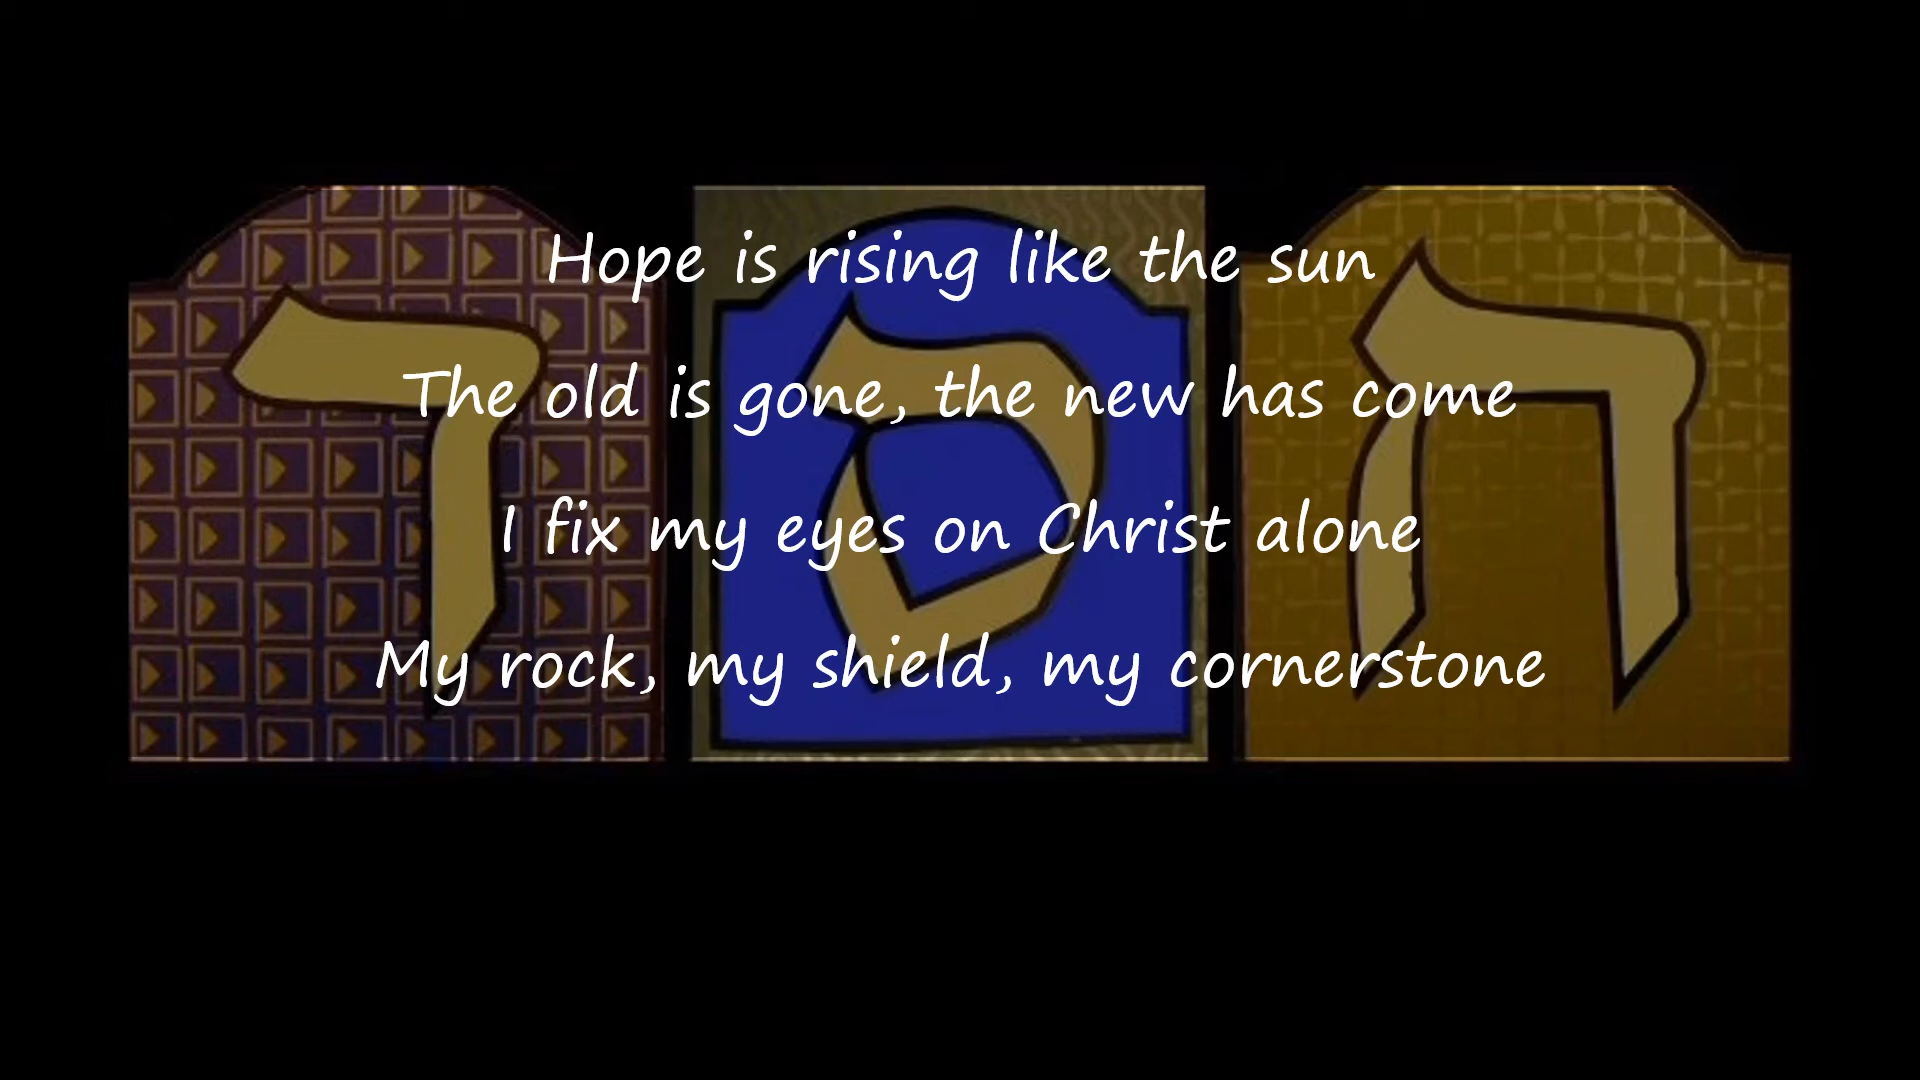 חסד
Hope is rising like the sun
The old is gone, the new has come
I fix my eyes on Christ alone
My rock, my shield, my cornerstone